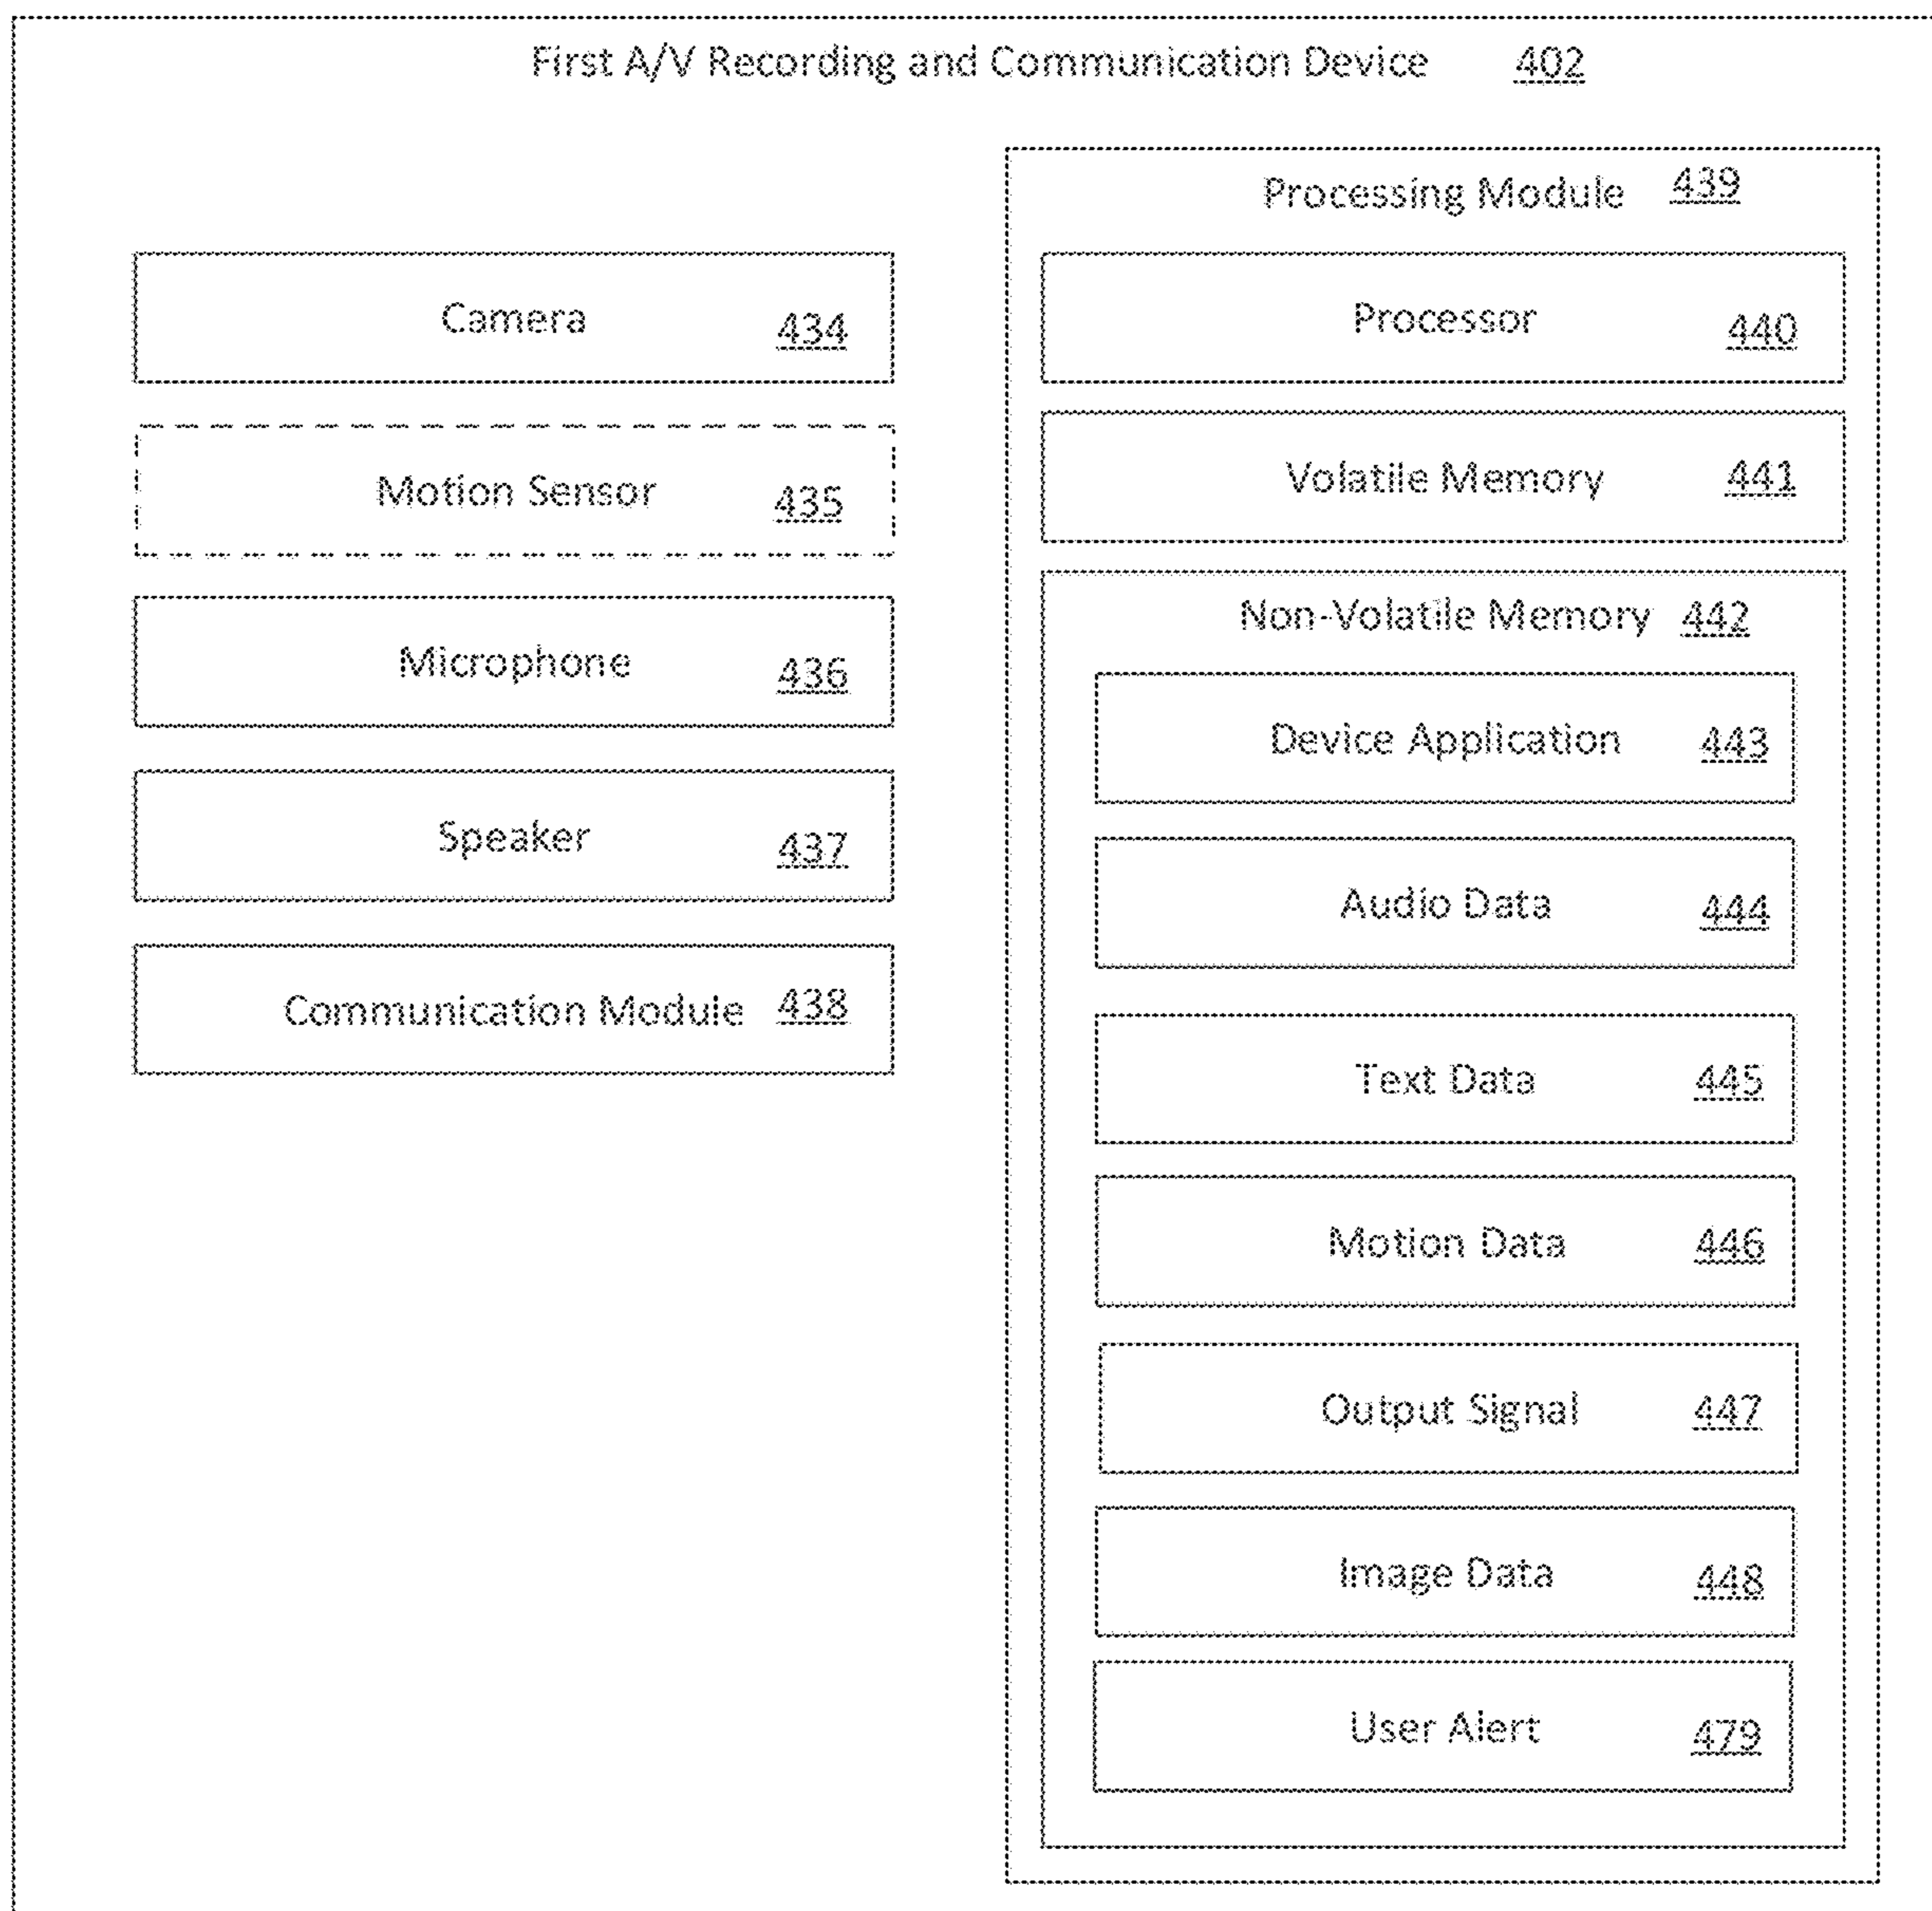 First A/V Recording and Communication Device 402
Camera 434
Motion Sensor 435
Microphone 436
Speaker 437
Communication Module 438
Processing Module 439
Processor 440
Volatile Memory 441
Non-Volatile Memory 442
Device Application 443
Audio Data 444
Text Data 445
Motion Data 446
Output Signal 447
Image Data 448
User Alert 479